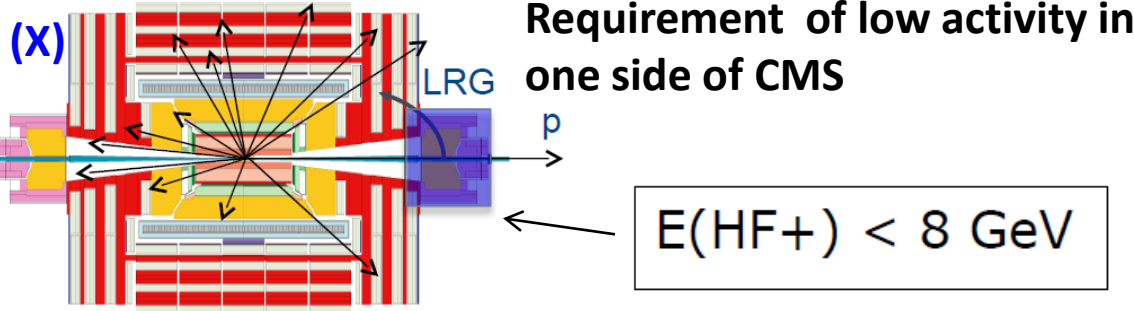 (X)
Requirement of low activity in
one side of CMS
LRG
p
E(HF+) < 8 GeV